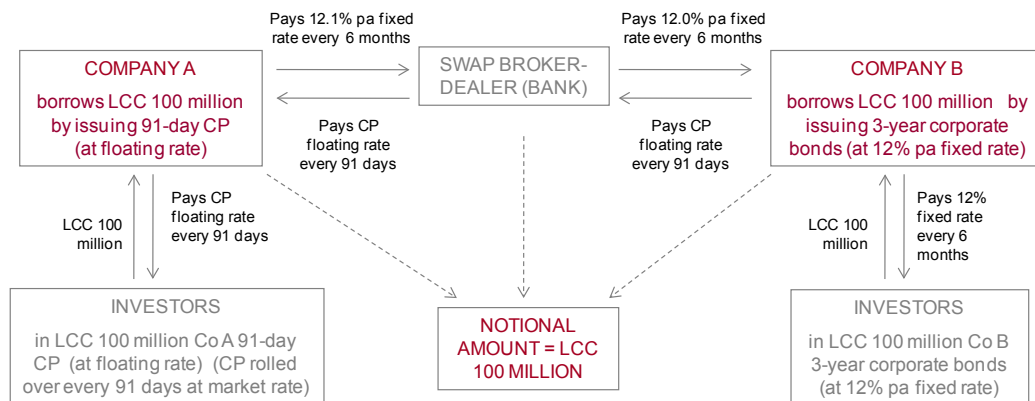 Pays 12.1% pa fixed
rate every 6 months
Pays 12.0% pa fixed
rate every 6 months
COMPANY A
borrows LCC 100 million
by issuing 91-day CP
(at floating rate)
SWAP BROKER-
DEALER (BANK)
COMPANY B
borrows LCC 100 million by
issuing 3-year corporate
bonds (at 12% pa fixed rate)
Pays CP
floating rate
every 91 days
Pays CP
floating rate
every 91 days
LCC 100
million
Pays CP
floating rate
every 91 days
LCC 100
million
Pays 12%
fixed rate
every 6
months
INVESTORS
in LCC 100 million Co A 91-day
CP (at floating rate) (CP rolled
over every 91 days at market rate)
NOTIONAL
AMOUNT = LCC
100 MILLION
INVESTORS
in LCC 100 million Co B
3-year corporate bonds
(at 12% pa fixed rate)